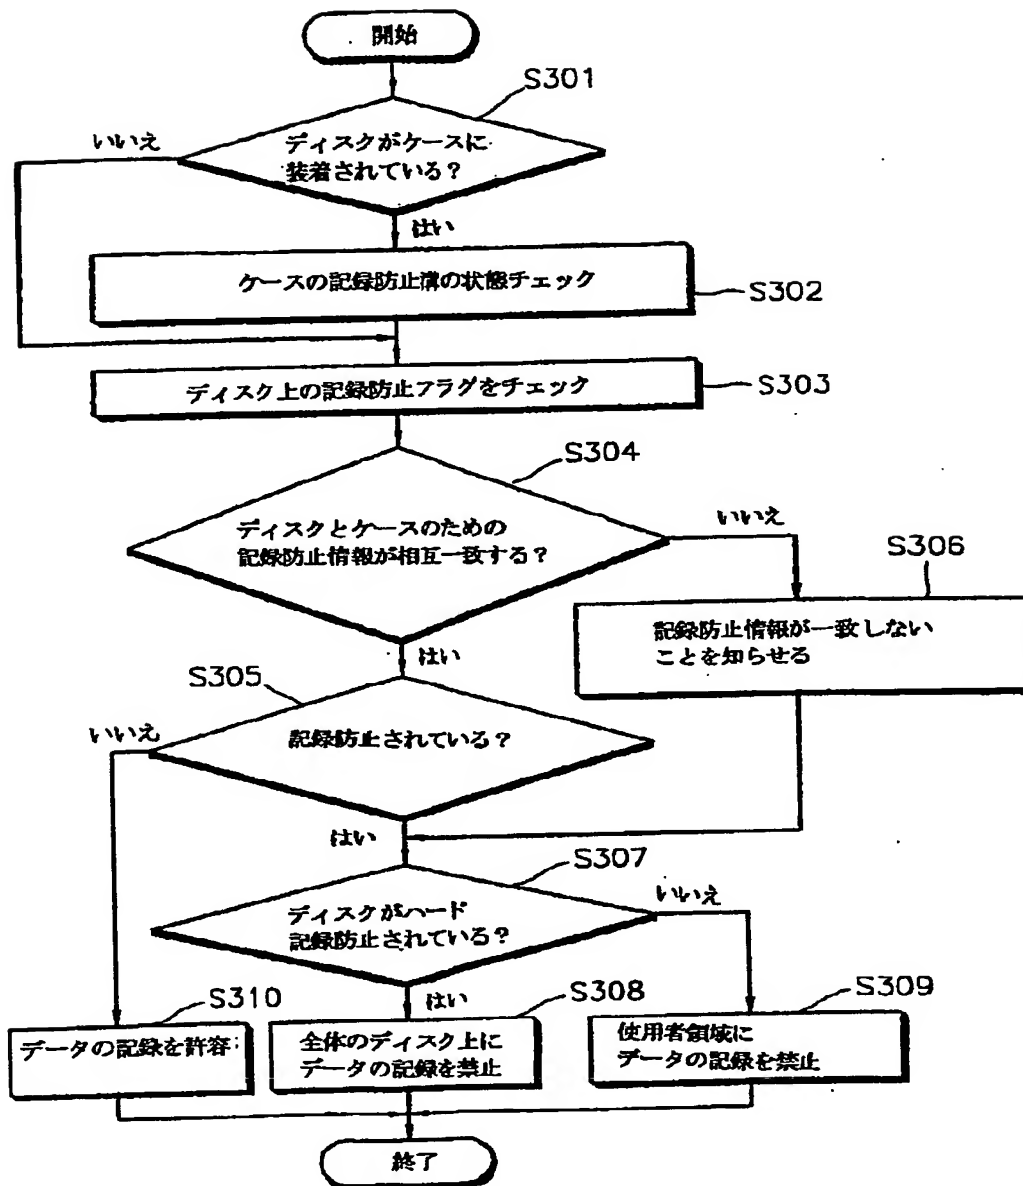 開始
S301
いいえ
ディスクがケースに
装着されている?
はい
ケースの記録防止溝の状態チェック
S302
ディスク上の記録防止フラグをチェック
S303
S304
ディスクとケースのための
記録防止情報が相互一致する?
いいえ
S306
記録防止情報が一致しない
ことを知らせる
はい
S305
いいえ
記録防止されている?
はい
S307
ディスクがハード
記録防止されている?
いいえ
S310
はい
S308
S309
データの記録を許容
全体のディスク上に
データの記録を禁止
使用者領域に
データの記録を禁止
終了